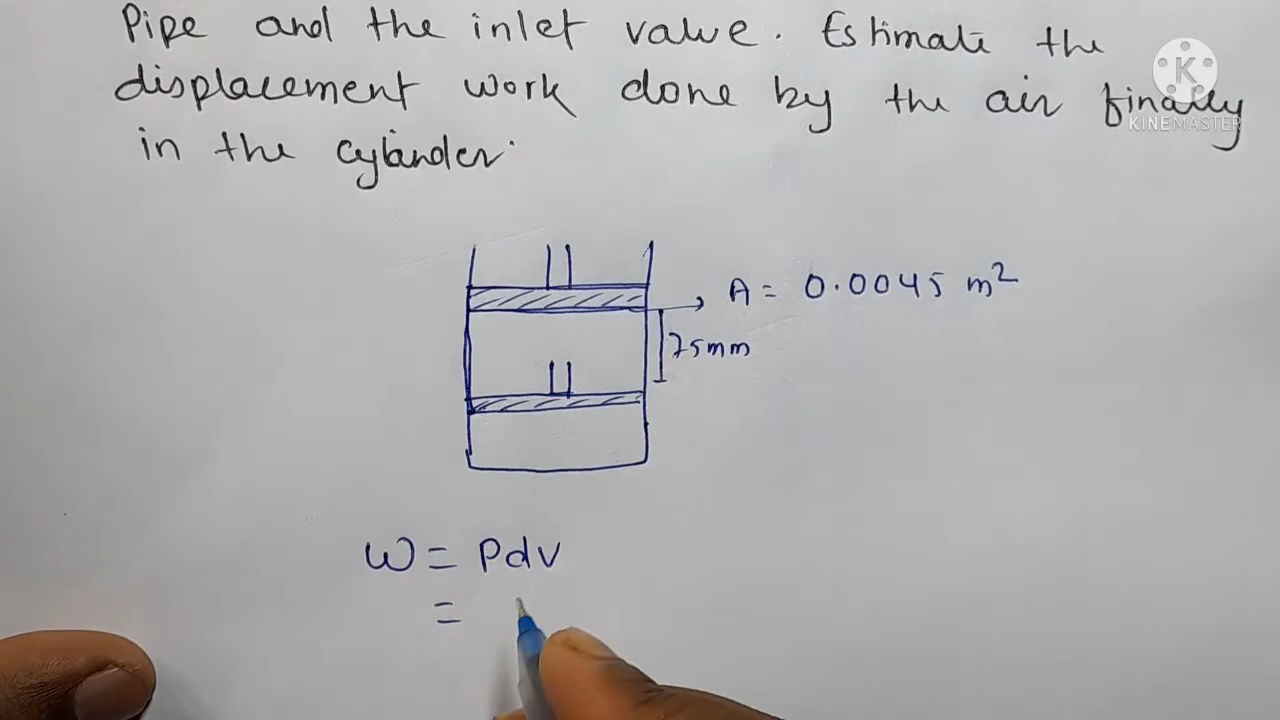 Pipe and the inlet valve. Estimate the
displacement work done by the air finally
in the cylinder.
KINEMASTER
A = 0.0045 m²
75mm
W = Pdv
=